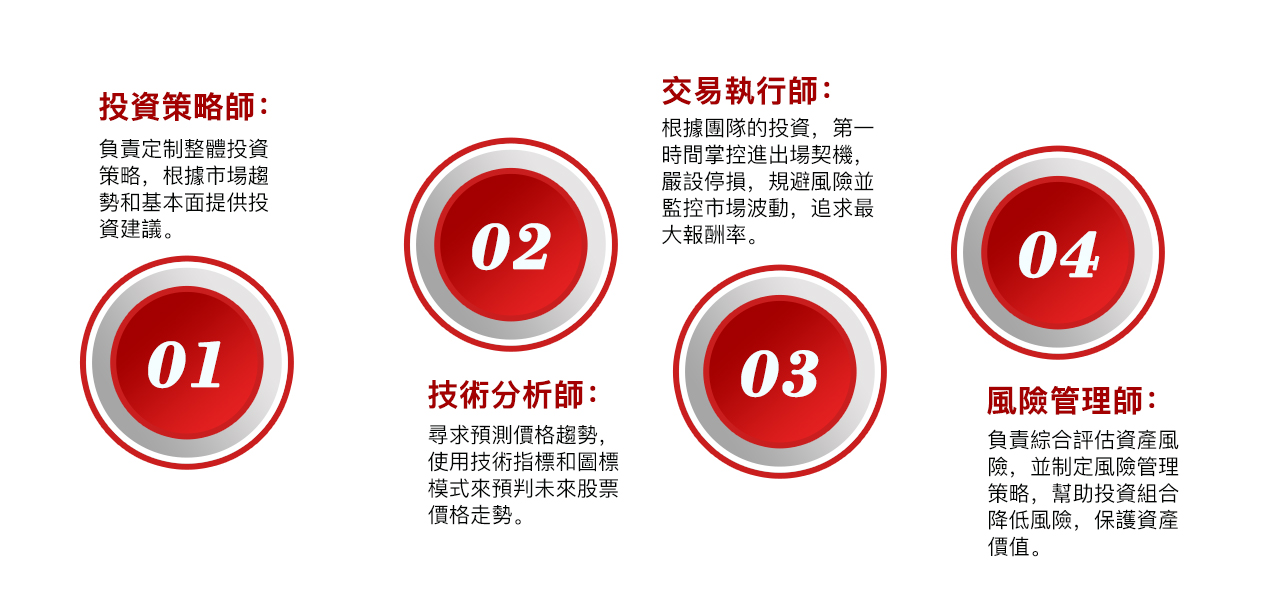 投資策略師：
負責定制整體投資
策略，根據市場趨
勢和基本面提供投
資建議。
01
02
技術分析師：
尋求預測價格趨勢，
使用技術指標和圖標
模式來預判未來股票
價格走勢。
交易執行師：
根據團隊的投資，第一
時間掌控進出場契機，
嚴設停損，規避風險並
監控市場波動，追求最
大報酬率。
03
04
風險管理師：
負責綜合評估資產風
險，並制定風險管理
策略，幫助投資組合
降低風險，保護資產
價值。